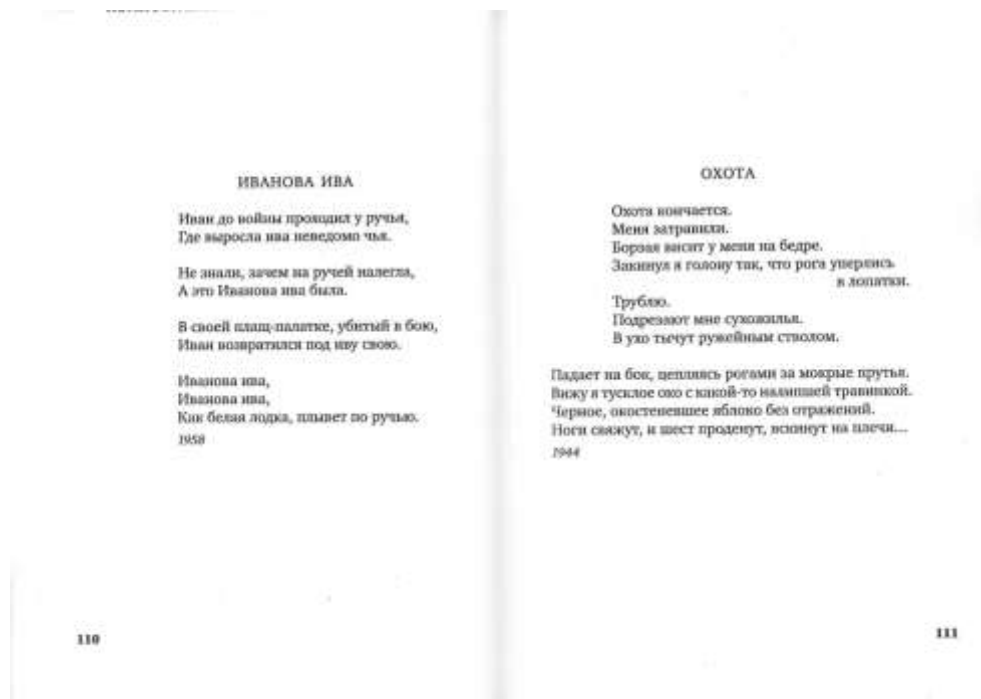 ИВАНОВА ИВА
Иван до войны проходил у ручья,
Где выросла ива неведомо чья.
Не знали, зачем на ручей налегла,
А это Иванова ива была.
В своей плащ-палатке, убитый в бою,
Иван возвратился под иву свою.
Иванова ива,
Иванова ива,
Как белая лодка, плывет по ручью.
1958
110
ОХОТА
Охота кончается.
Меня затравили.
Борзая висит у меня на бедре.
Закинул я голову так, что рога уперлись
в лопатки.
Трублю.
Подрезают мне сухожилья.
В ухо тычут ружейным стволом.
Падает на бок, цепляясь рогами за мокрые прутья.
Вижу я тусклое око с какой-то налипшей травинкой.
Черное, окостеневшее яблоко без отражений.
Ноги свяжут, и шест проденут, вскинут на плечи...
1944
111